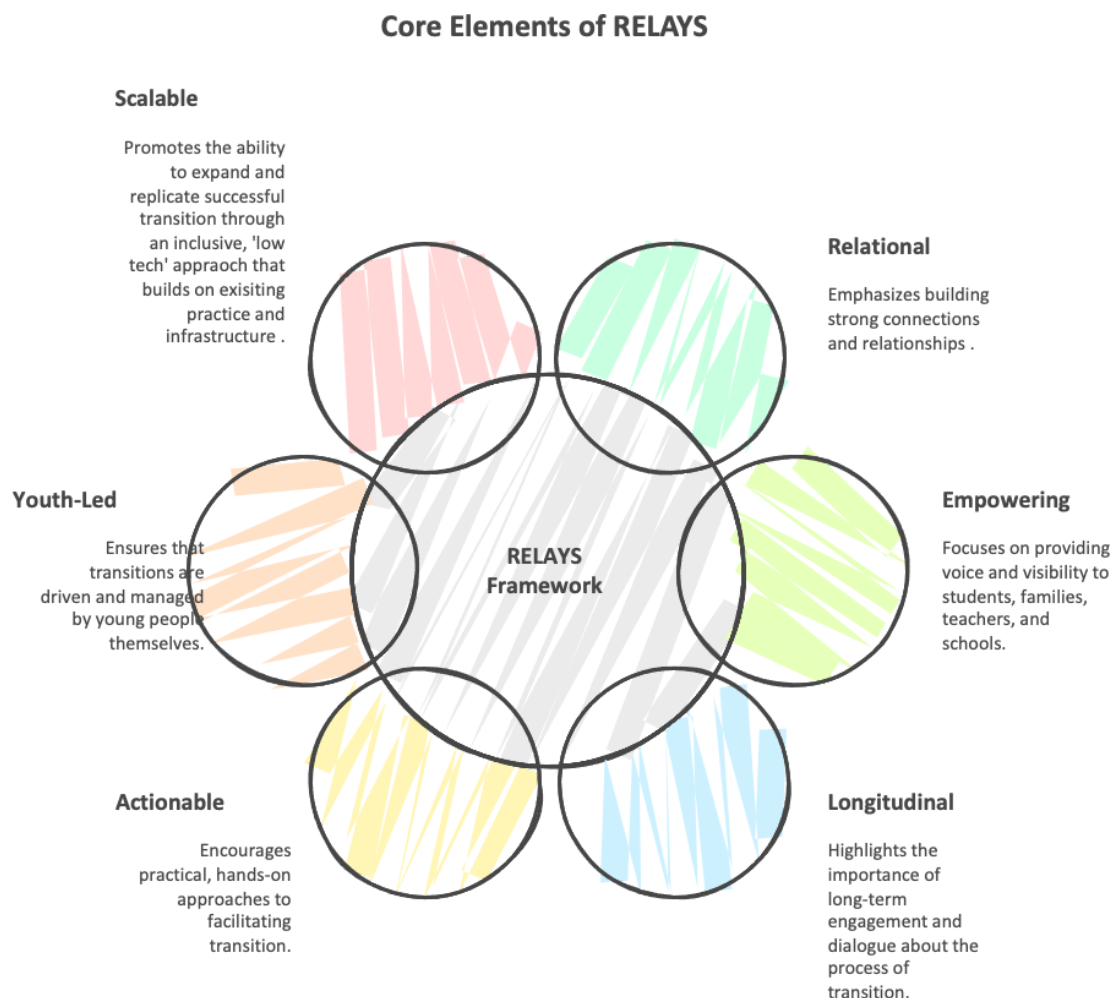 Core Elements of RELAYS
Scalable
Promotes the ability
to expand and
replicate successful
transition through
an inclusive, 'low
tech' appraoch that
builds on exisiting
practice and
infrastructure .
Relational
Emphasizes building
strong connections
and relationships .
Youth-Led
Ensures that
transitions are
driven and managed
by young people
themselves.
RELAYS
Framework
Empowering
Focuses on providing
voice and visibility to
students, families,
teachers, and
schools.
Actionable
Encourages
practical, hands-on
approaches to
facilitating
transition.
Longitudinal
Highlights the
importance of
long-term
engagement and
dialogue about the
process of
transition.